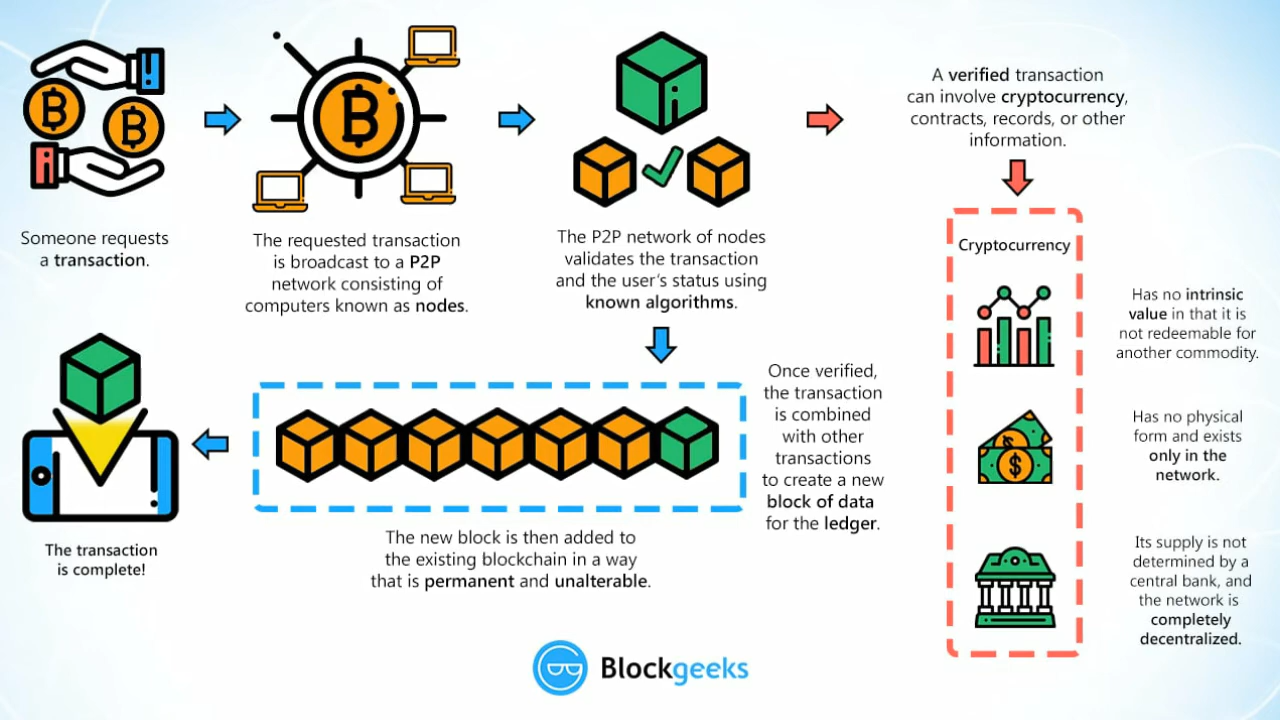 Someone requests
a transaction.
The requested transaction
is broadcast to a P2P
network consisting of
computers known as nodes.
The P2P network of nodes
validates the transaction
and the user's status using
known algorithms.
A verified transaction
can involve cryptocurrency,
contracts, records, or other
information.
Cryptocurrency
Has no intrinsic
value in that it is
not redeemable for
another commodity.
Has no physical
form and exists
only in the
network.
Its supply is not
determined by a
central bank, and
the network is
completely
decentralized.
Once verified,
the transaction
is combined
with other
transactions
to create a new
block of data
for the ledger.
The new block is then added to
the existing blockchain in a way
that is permanent and unalterable.
The transaction
is complete!
Blockgeeks